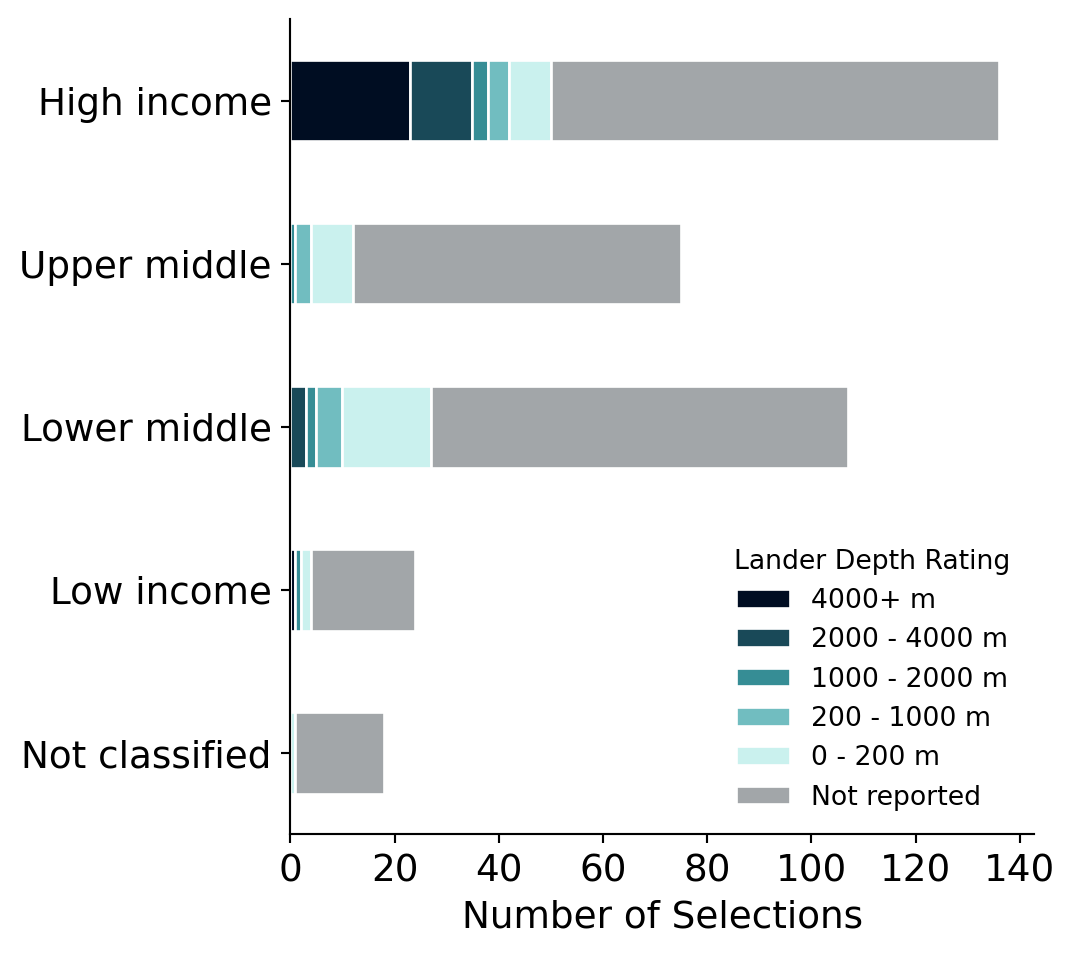 High income
Upper middle
Lower middle
Low income
Not classified
Lander Depth Rating
4000+ m
2000 - 4000 m
1000 - 2000 m
200 - 1000 m
0 - 200 m
Not reported
0 20 40 60 80 100 120 140
Number of Selections